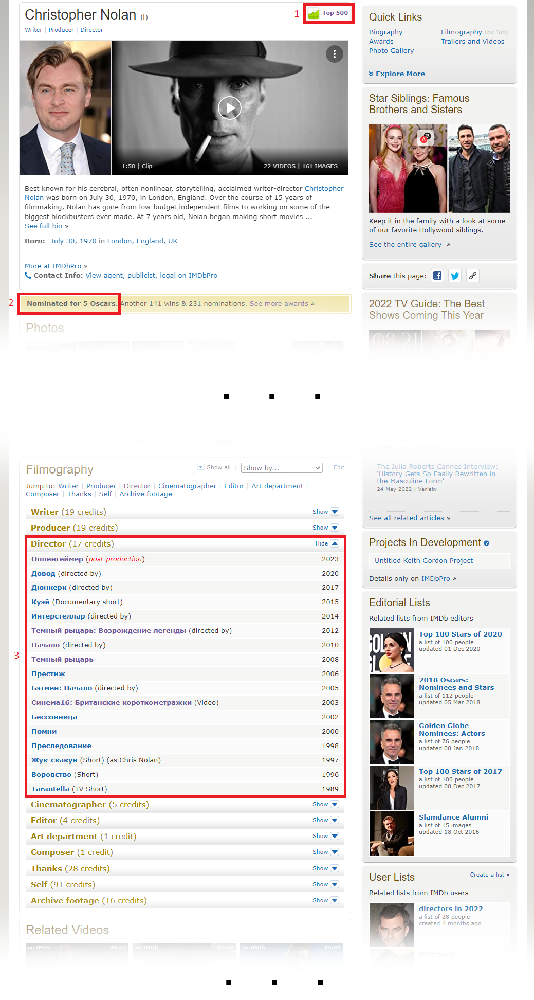 Christopher Nolan (I)
1
Top 500
Writer | Producer | Director
1:50 | Clip
22 VIDEOS | 161 IMAGES
Best known for his cerebral, often nonlinear, storytelling, acclaimed writer-director Christopher
Nolan was born on July 30, 1970, in London, England. Over the course of 15 years of
filmmaking, Nolan has gone from low-budget independent films to working on some of the
biggest blockbusters ever made. At 7 years old, Nolan began making short movies ...
See full bio »
Born: July 30, 1970 in London, England, UK
More at IMDbPro »
Contact Info: View agent, publicist, legal on IMDbPro
2
Nominated for 5 Oscars. Another 141 wins & 231 nominations. See more awards »
Photos
Quick Links
Biography
Filmography (by Job)
Awards
Trailers and Videos
Photo Gallery
Explore More
Star Siblings: Famous
Brothers and Sisters
A
Keep it in the family with a look at some
of our favorite Hollywood siblings.
See the entire gallery »
Share this page:
2022 TV Guide: The Best
Shows Coming This Year
08.21
Filmography
Show all | Show by... | Edit
Jump to: Writer | Producer | Director | Cinematographer | Editor | Art department |
Composer | Thanks | Self | Archive footage
Writer (19 credits) Show
Producer (19 credits) Show
Director (17 credits) Hide
3
Оппенгеймер (post-production) 2023
Довод (directed by) 2020
Дюнкерк (directed by) 2017
Куэй (Documentary short) 2015
Интерстеллар (directed by) 2014
Темный рыцарь: Возрождение легенды (directed by) 2012
Начало (directed by) 2010
Темный рыцарь 2008
Престиж 2006
Бэтмен: Начало (directed by) 2005
Синема16: Британские короткометражки (Video) 2003
Бессонница 2002
Помни 2000
Преследование 1998
Жук-скакун (Short) (as Chris Nolan) 1997
Воровство (Short) 1996
Tarantella (TV Short) 1989
Cinematographer (5 credits) Show
Editor (4 credits) Show
Art department (1 credit) Show
Composer (1 credit) Show
Thanks (28 credits) Show
Self (91 credits) Show
Archive footage (16 credits) Show
Related Videos
on IMDb 08:03
on IMDb 01:50
on IMDb 05:09
23 May 2022 | Variety
The Julia Roberts Cannes Interview:
‘History Gets So Easily Rewritten in
the Masculine Form’
24 May 2022 | Variety
See all related articles »
Projects In Development ?
Untitled Keith Gordon Project
Details only on IMDbPro »
Editorial Lists
Related lists from IMDb editors
Top 100 Stars of 2020
a list of 100 people
updated 01 Dec 2020
2018 Oscars:
Nominees and Stars
a list of 112 people
updated 05 Mar 2018
Golden Globe
Nominees: Actors
a list of 76 people
updated 08 Jan 2018
Top 100 Stars of 2017
a list of 100 people
updated 08 Dec 2017
Slamdance Alumni
a list of 15 images
updated 18 Oct 2016
User Lists
Create a list »
Related lists from IMDb users
directors in 2022
a list of 28 people
created 4 months ago
Directors